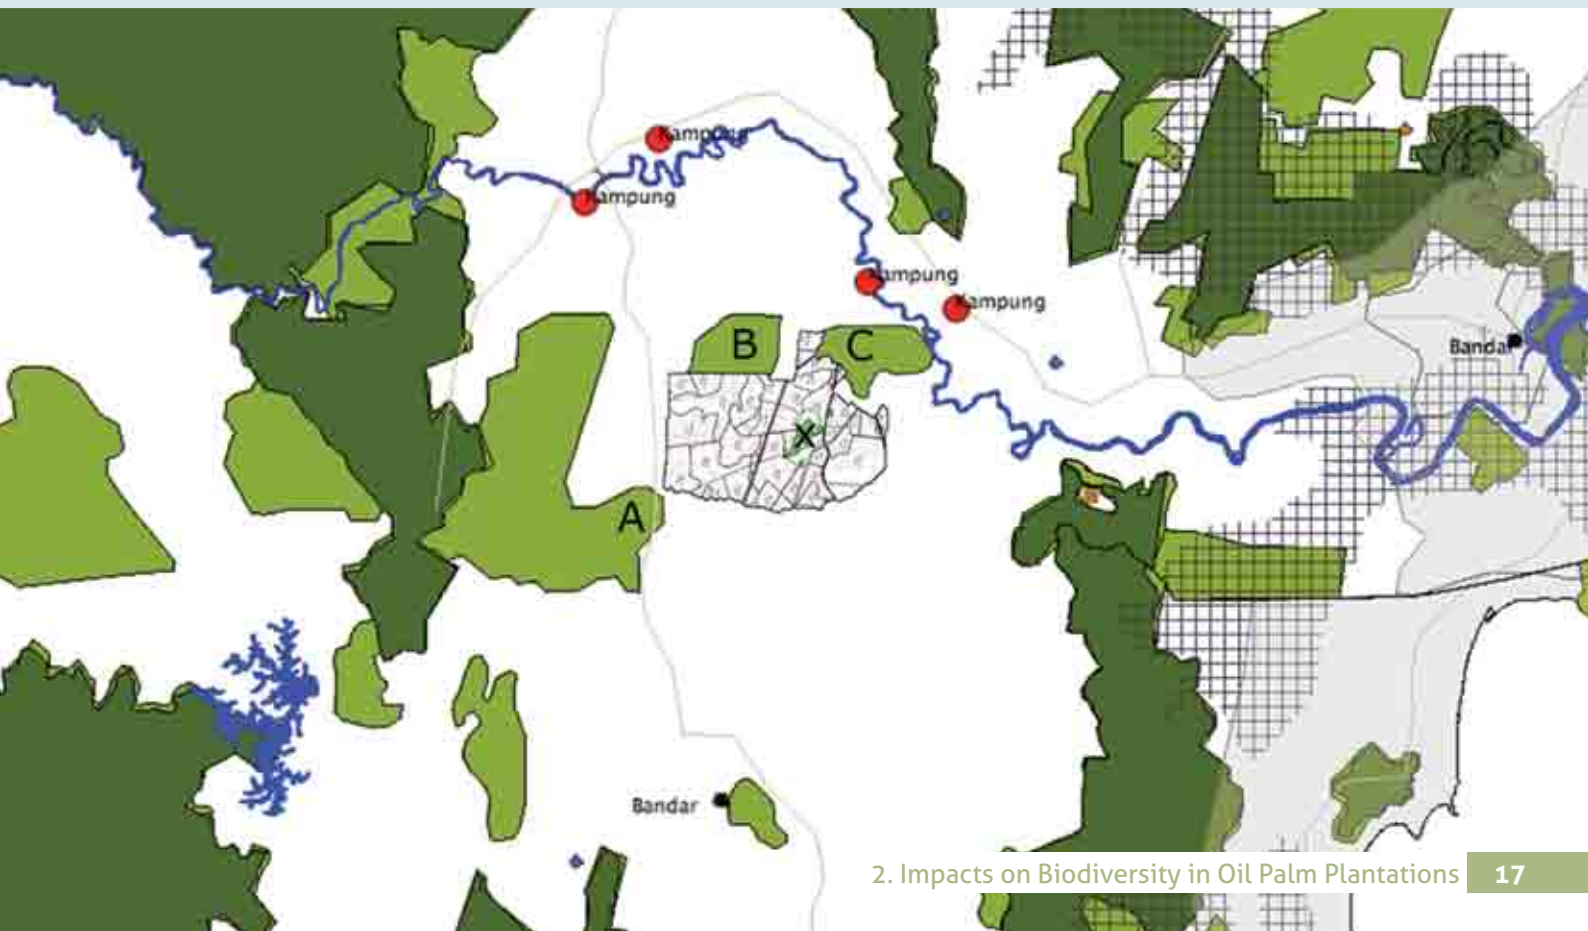 Kampung
Kampung
Kampung
Kampung
Bandar
B
C
X
A
Bandar
2. Impacts on Biodiversity in Oil Palm Plantations 17